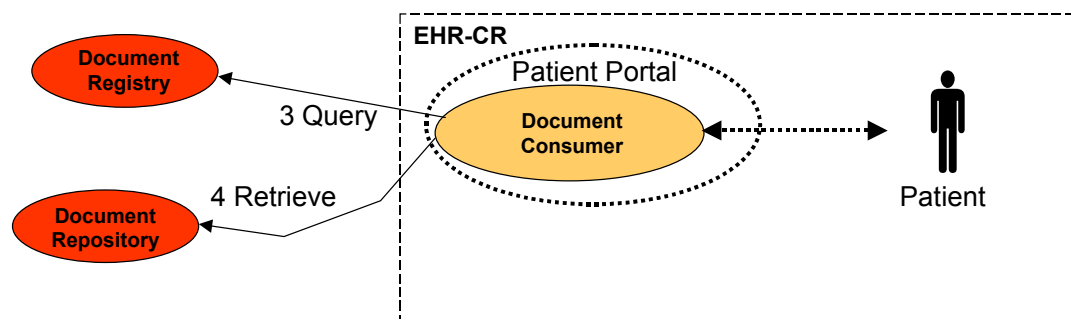 EHR-CR
Document
Registry
Patient Portal
3 Query
Document
Consumer
4 Retrieve
Document
Repository
Patient